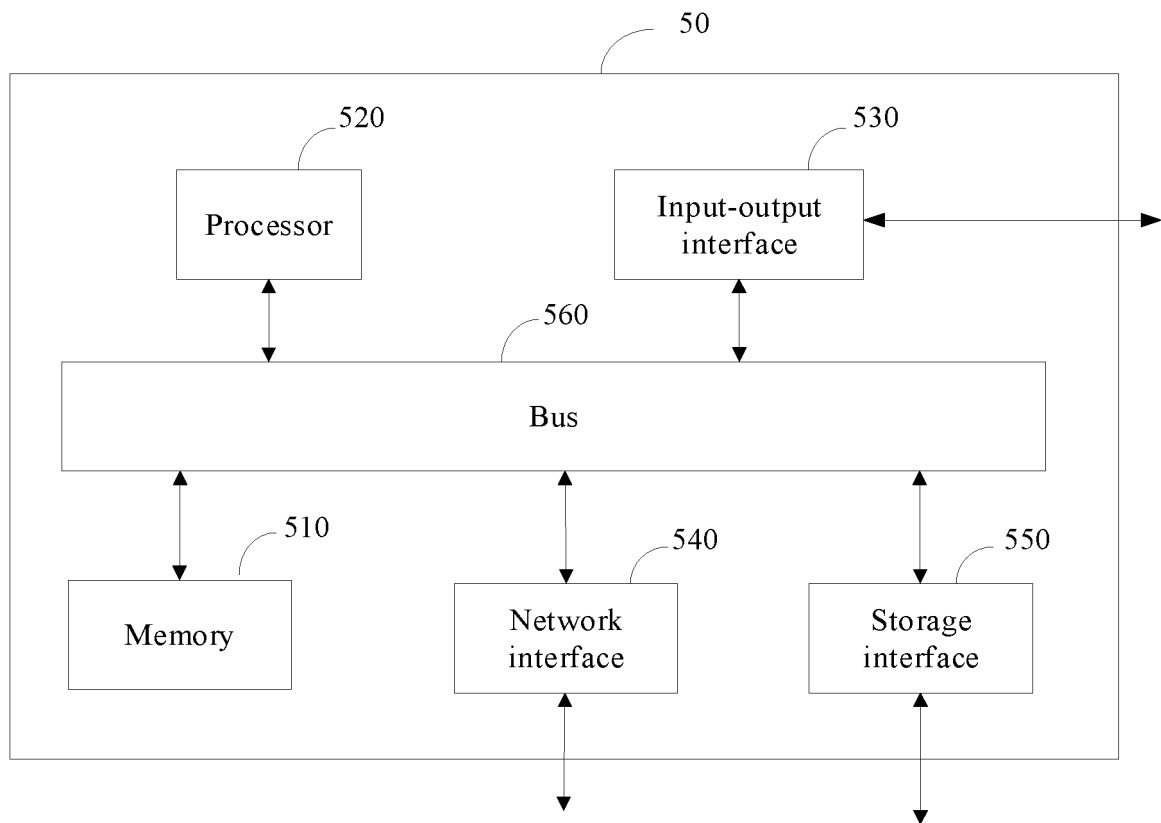 50
520
530
Processor
Input-output
interface
560
Bus
510
540
550
Memory
Network
interface
Storage
interface